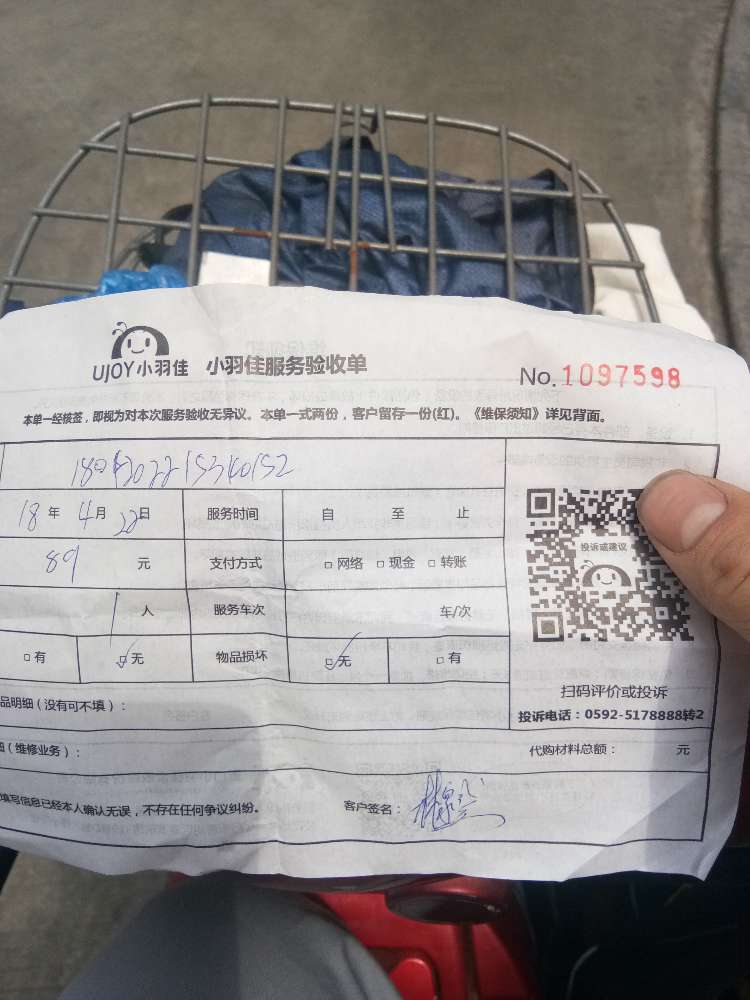 UJOY小羽佳 小羽佳服务验收单 No.1097598
本单一经核签，即视为对本次服务验收无异议。本单一式两份，客户留存一份(红)。《维保须知》详见背面。
18年4月22日 服务时间 自 至 止
89元 支付方式 □网络 □现金 □转账
投诉或建议
1人 服务车次 车/次
□有 ☑无 物品损坏 ☑无 □有
扫码评价或投诉
品明细（没有可不填）：
投诉电话：0592-5178888转2
（维修业务）： 代购材料总额： 元
填写信息已经本人确认无误，不存在任何争议纠纷。 客户签名：